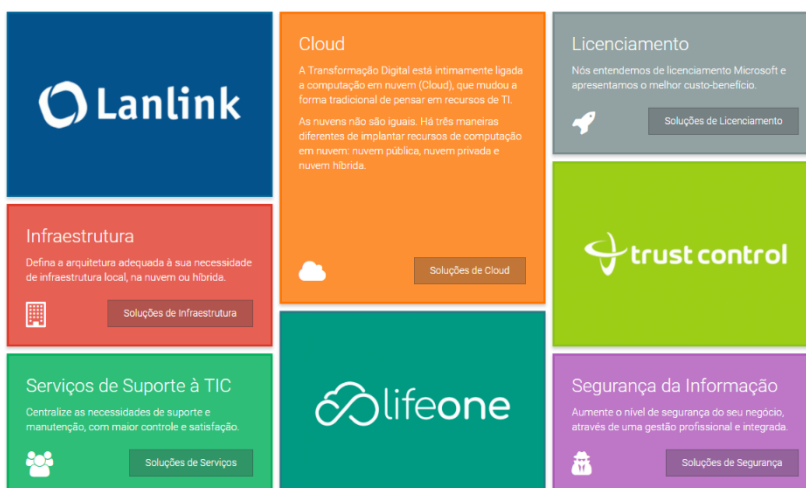 Lanlink
Infraestrutura
Defina a arquitetura adequada à sua necessidade
de infraestrutura local, na nuvem ou híbrida.
Soluções de Infraestrutura
Serviços de Suporte à TIC
Centralize as necessidades de suporte e
manutenção, com maior controle e satisfação.
Soluções de Serviços
Cloud
A Transformação Digital está intimamente ligada
a computação em nuvem (Cloud), que mudou a
forma tradicional de pensar em recursos de TI.
As nuvens não são iguais. Há três maneiras
diferentes de implantar recursos de computação
em nuvem: nuvem pública, nuvem privada e
nuvem híbrida.
Soluções de Cloud
lifeone
Licenciamento
Nós entendemos de licenciamento Microsoft e
apresentamos o melhor custo-benefício.
Soluções de Licenciamento
trust control
Segurança da Informação
Aumente o nível de segurança do seu negócio,
através de uma gestão profissional e integrada.
Soluções de Segurança